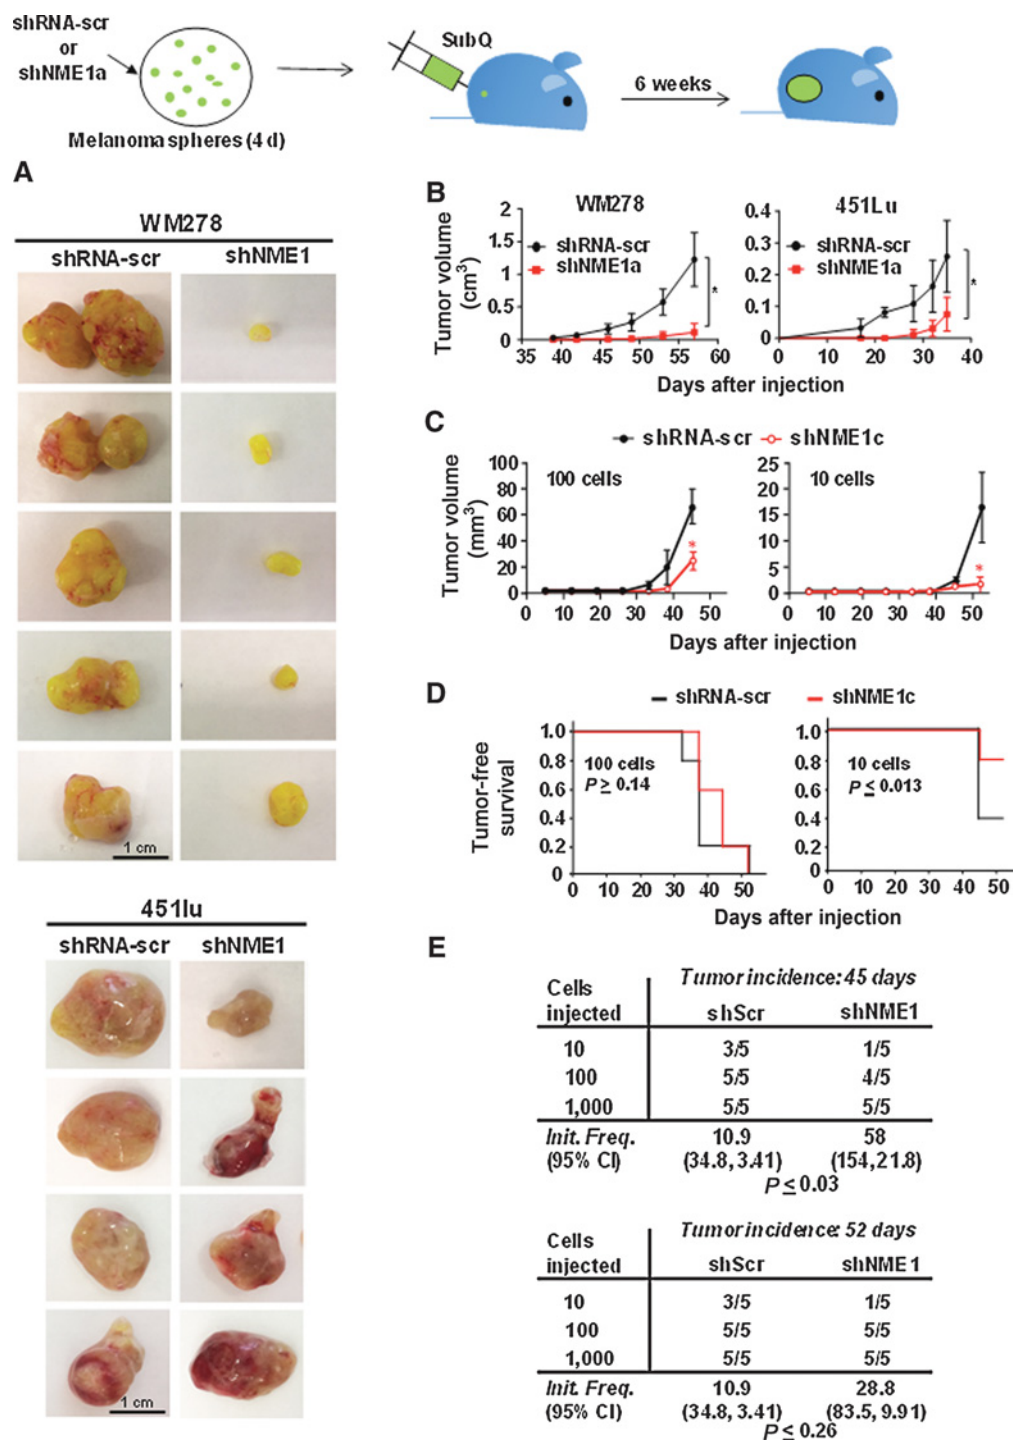 shRNA-scr
or
shNME1a
Melanoma spheres (4 d)
SubQ
6 weeks
A
WM278
shRNA-scr shNME1
1 cm
451lu
shRNA-scr shNME1
1 cm
B
WM278
451Lu
Tumor volume
(cm³)
2
1.5
1
0.5
0
shRNA-scr
shNME1a
*
35 40 45 50 55 60
0.4
0.3
0.2
0.1
0
shRNA-scr
shNME1a
*
0 10 20 30 40
Days after injection
C
shRNA-scr shNME1c
Tumor volume
(mm³)
100
80
60
40
20
0
100 cells
*
0 10 20 30 40 50
25
20
15
10
5
0
10 cells
*
0 10 20 30 40 50
Days after injection
D
shRNA-scr shNME1c
Tumor-free
survival
1.0
0.8
0.6
0.4
0.2
0
100 cells
P ≥ 0.14
0 10 20 30 40 50
1.0
0.8
0.6
0.4
0.2
0
10 cells
P ≤ 0.013
0 10 20 30 40 50
Days after injection
E
Cells
injected
Tumor incidence: 45 days
shScr shNME1
10 3/5 1/5
100 5/5 4/5
1,000 5/5 5/5
Init. Freq. 10.9 58
(95% CI) (34.8, 3.41) (154,21.8)
P ≤ 0.03
Cells
injected
Tumor incidence: 52 days
shScr shNME1
10 3/5 1/5
100 5/5 5/5
1,000 5/5 5/5
Init. Freq. 10.9 28.8
(95% CI) (34.8, 3.41) (83.5, 9.91)
P ≤ 0.26